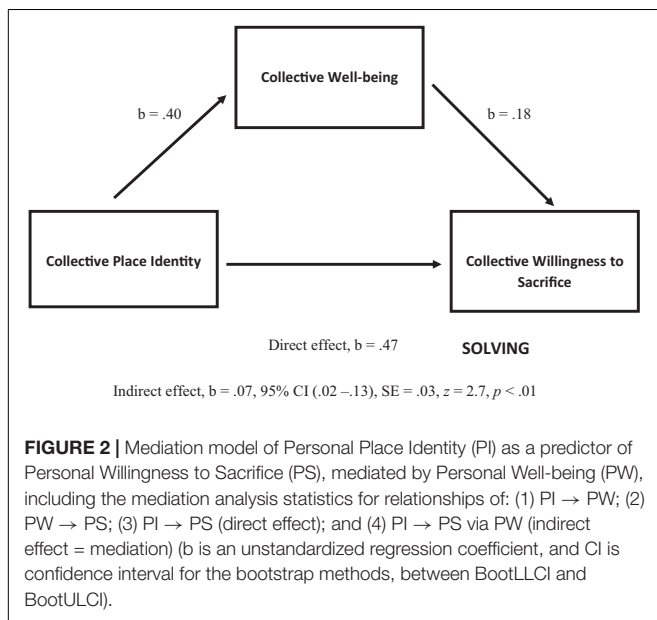 Collective Well-being
b = .40
b = .18
Collective Place Identity
Collective Willingness to
Sacrifice
Direct effect, b = .47
SOLVING
Indirect effect, b = .07, 95% CI (.02 –.13), SE = .03, z = 2.7, p < .01
FIGURE 2 | Mediation model of Personal Place Identity (PI) as a predictor of
Personal Willingness to Sacrifice (PS), mediated by Personal Well-being (PW),
including the mediation analysis statistics for relationships of: (1) PI → PW; (2)
PW → PS; (3) PI → PS (direct effect); and (4) PI → PS via PW (indirect
effect = mediation) (b is an unstandardized regression coefficient, and CI is
confidence interval for the bootstrap methods, between BootLLCI and
BootULCI).